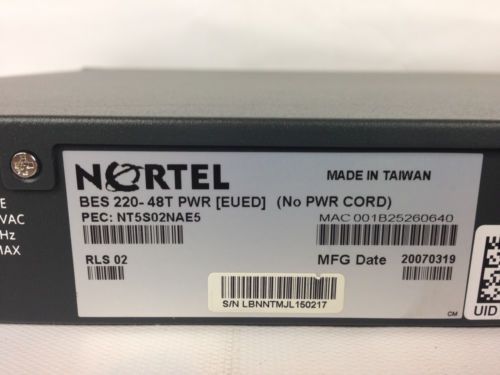 NORTEL
MADE IN TAIWAN
BES 220- 48T PWR [EUED] (No PWR CORD)
PEC: NT5S02NAE5
MAC 001B25260640
RLS 02
MFG Date 20070319
S/N LBNNTMJL150217
CM
UID
E
VAC
Hz
MAX